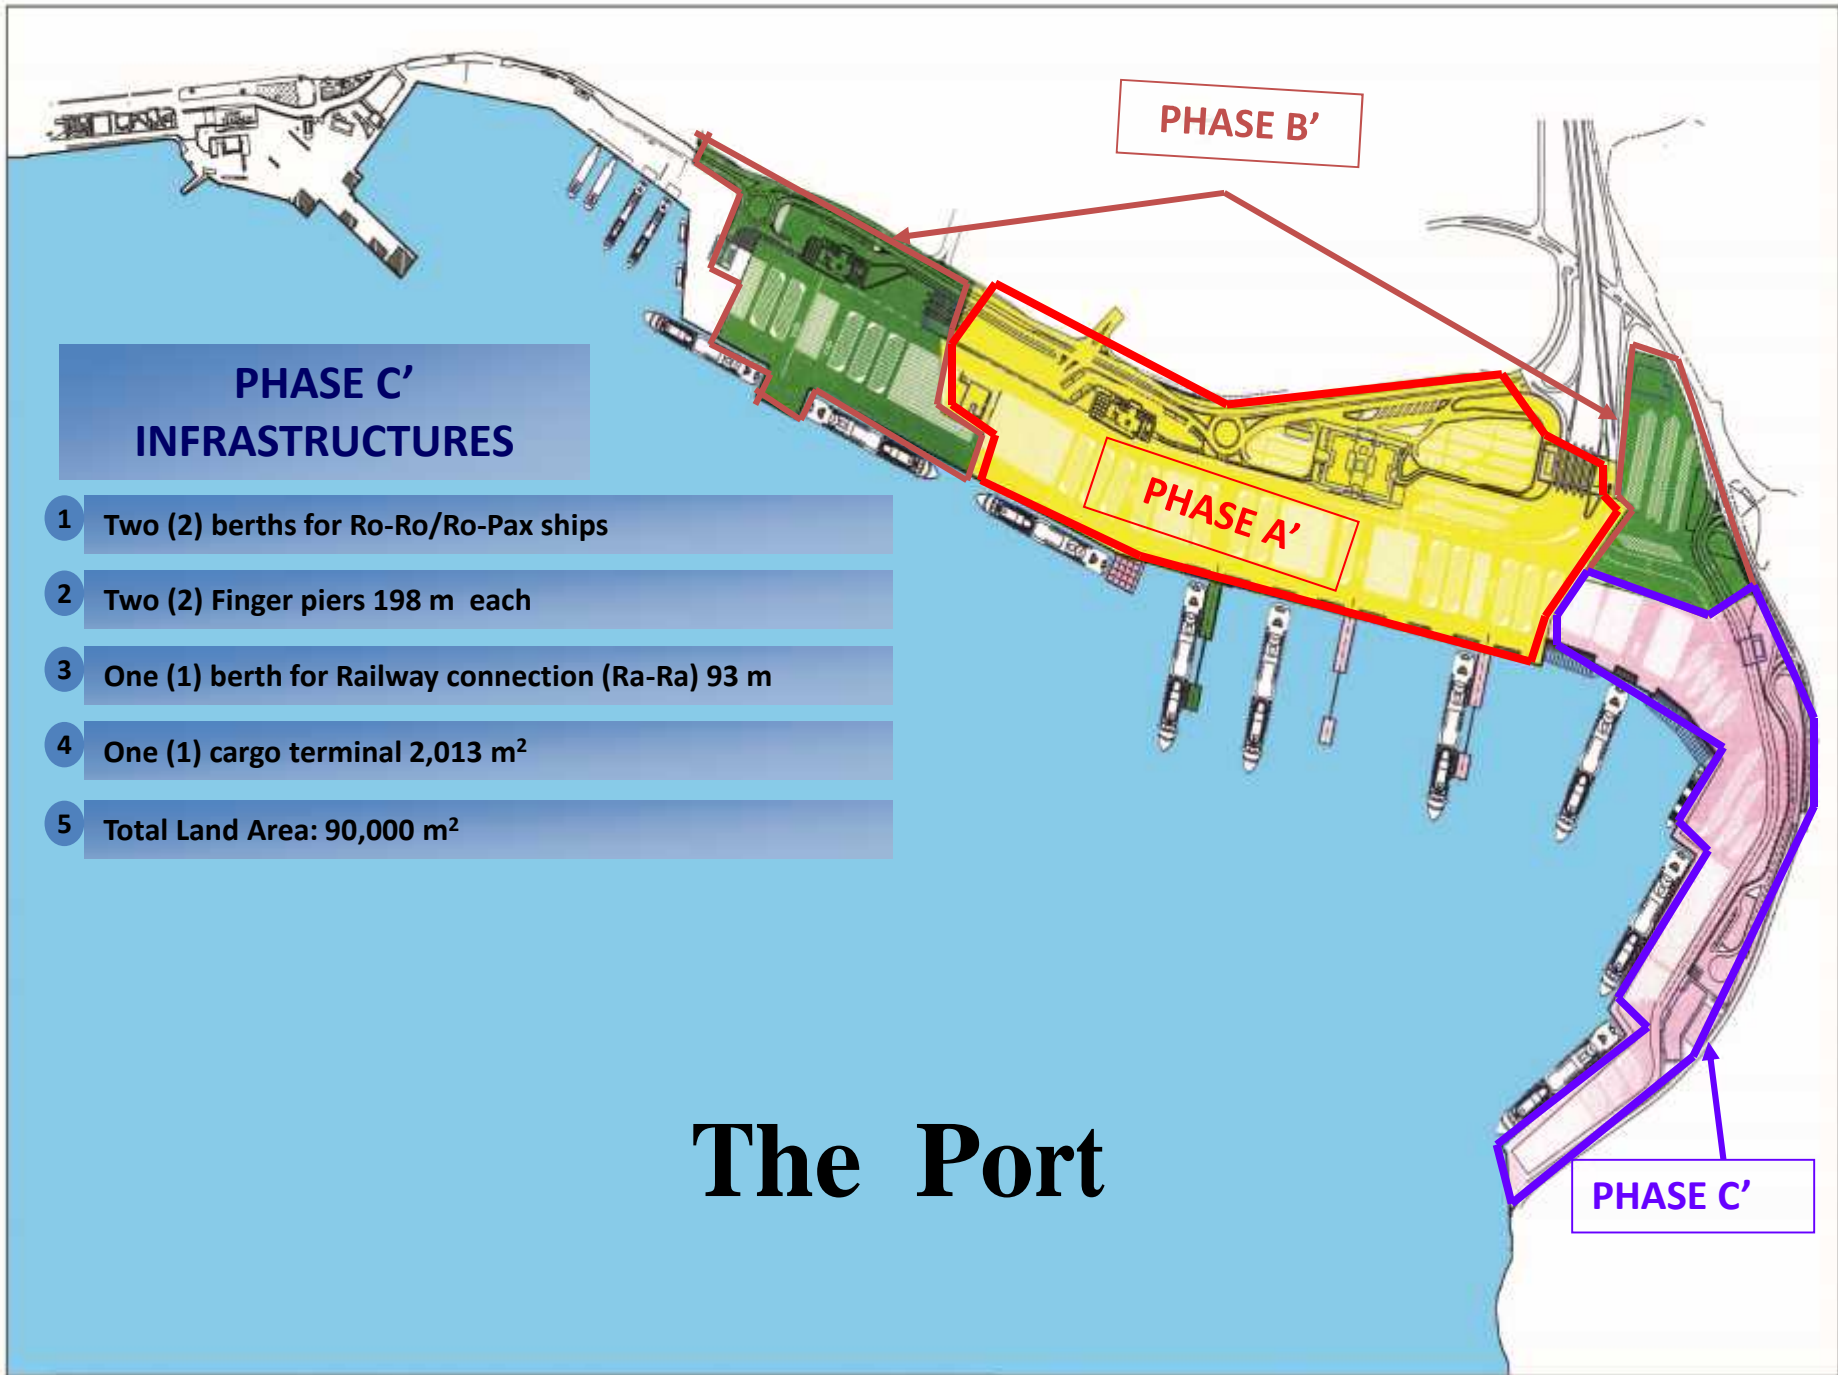 PHASE B’
PHASE C’
INFRASTRUCTURES
PHASE A’
1 Two (2) berths for Ro-Ro/Ro-Pax ships
2 Two (2) Finger piers 198 m each
3 One (1) berth for Railway connection (Ra-Ra) 93 m
4 One (1) cargo terminal 2,013 m²
5 Total Land Area: 90,000 m²
The Port
PHASE C’